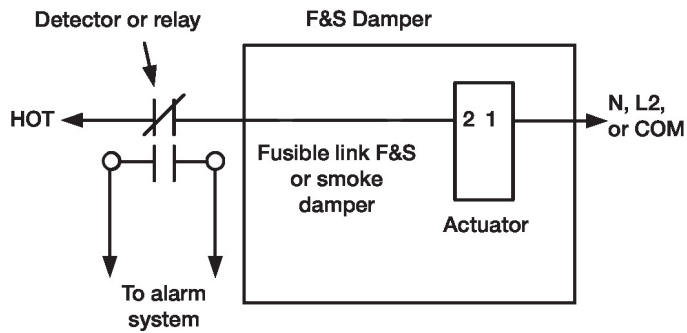 Detector or relay
F&S Damper
HOT
2 1
N, L2,
or COM
Fusible link F&S
or smoke
damper
Actuator
To alarm
system